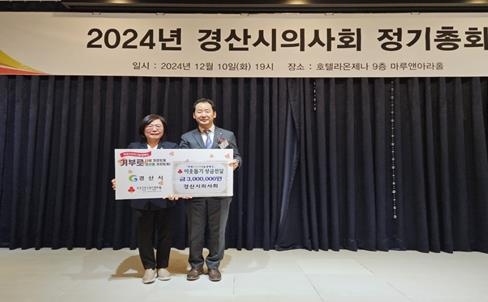 2024년 경산시의사회 정기총회
일시 : 2024년 12월 10일(화) 19시 장소 : 호텔라온제나 9층 마루앤아라홀
기부로
경산시
이웃돕기 성금전달
금 3,000,000원
경산시의사회